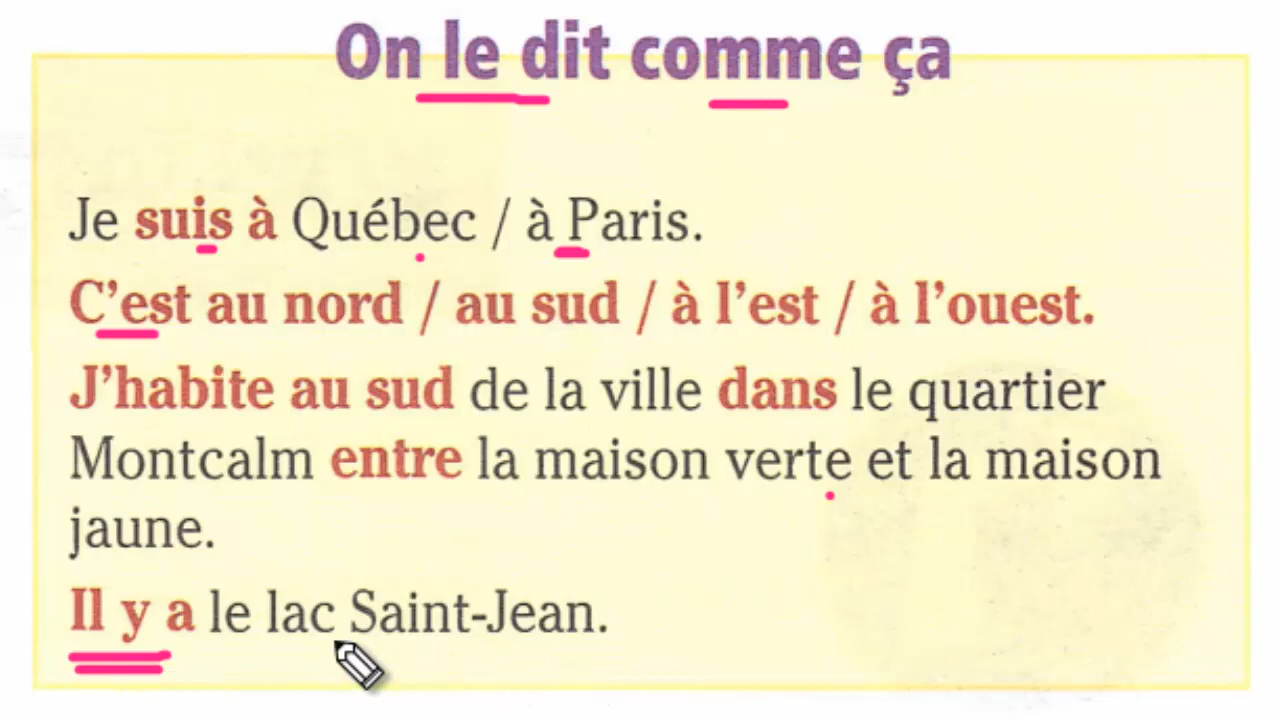 On le dit comme ça
Je suis à Québec / à Paris.
C'est au nord / au sud / à l'est / à l'ouest.
J'habite au sud de la ville dans le quartier
Montcalm entre la maison verte et la maison
jaune.
Il y a le lac Saint-Jean.